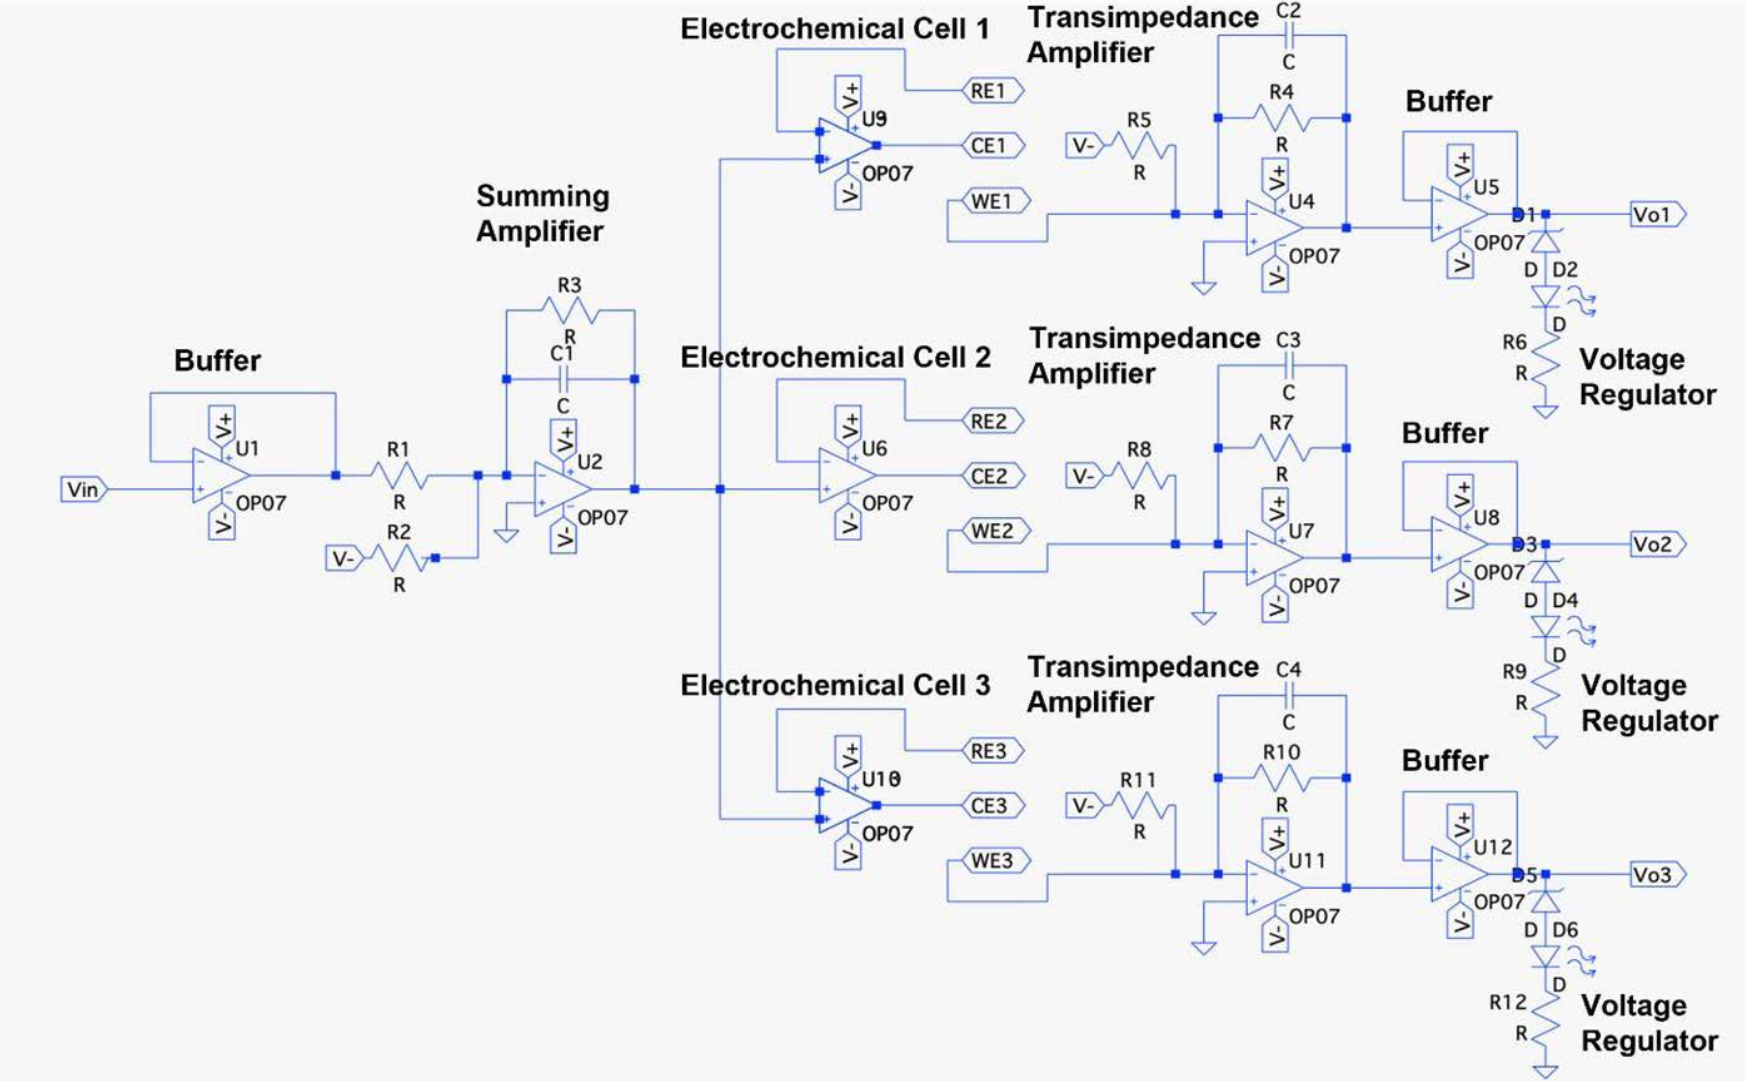 Electrochemical Cell 1
Transimpedance
Amplifier
C2
C
R4
R
RE1
V+
U9
CE1
OP07
V-
V-
R5
R
WE1
V+
U4
OP07
V-
Buffer
V+
U5
OP07
V-
D1
Vo1
D
D2
D
R6
R
Voltage
Regulator
Summing
Amplifier
R3
R
C1
C
V+
U2
OP07
V-
Buffer
V+
U1
Vin
OP07
V-
R1
R
R2
V-
R
Electrochemical Cell 2
Transimpedance
Amplifier
C3
C
R7
R
RE2
V+
U6
CE2
OP07
V-
V-
R8
R
WE2
V+
U7
OP07
V-
Buffer
V+
U8
OP07
V-
D3
Vo2
D
D4
D
R9
R
Voltage
Regulator
Electrochemical Cell 3
Transimpedance
Amplifier
C4
C
R10
R
RE3
V+
CE3
OP07
V-
V-
R11
R
WE3
V+
U11
OP07
V-
Buffer
V+
U12
OP07
V-
D5
Vo3
D
D6
D
R12
R
Voltage
Regulator